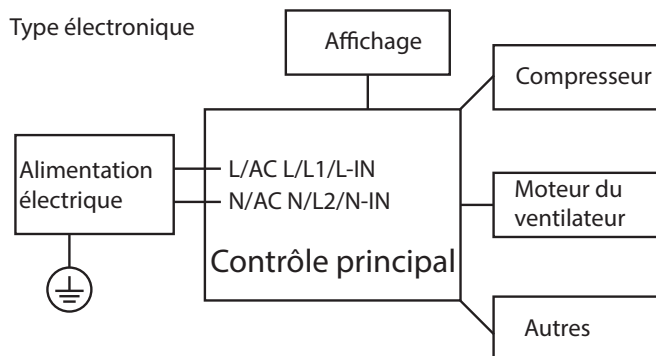 Type électronique
Affichage
Compresseur
Alimentation
électrique
L/AC L/L1/L-IN
N/AC N/L2/N-IN
Contrôle principal
Moteur du
ventilateur
Autres